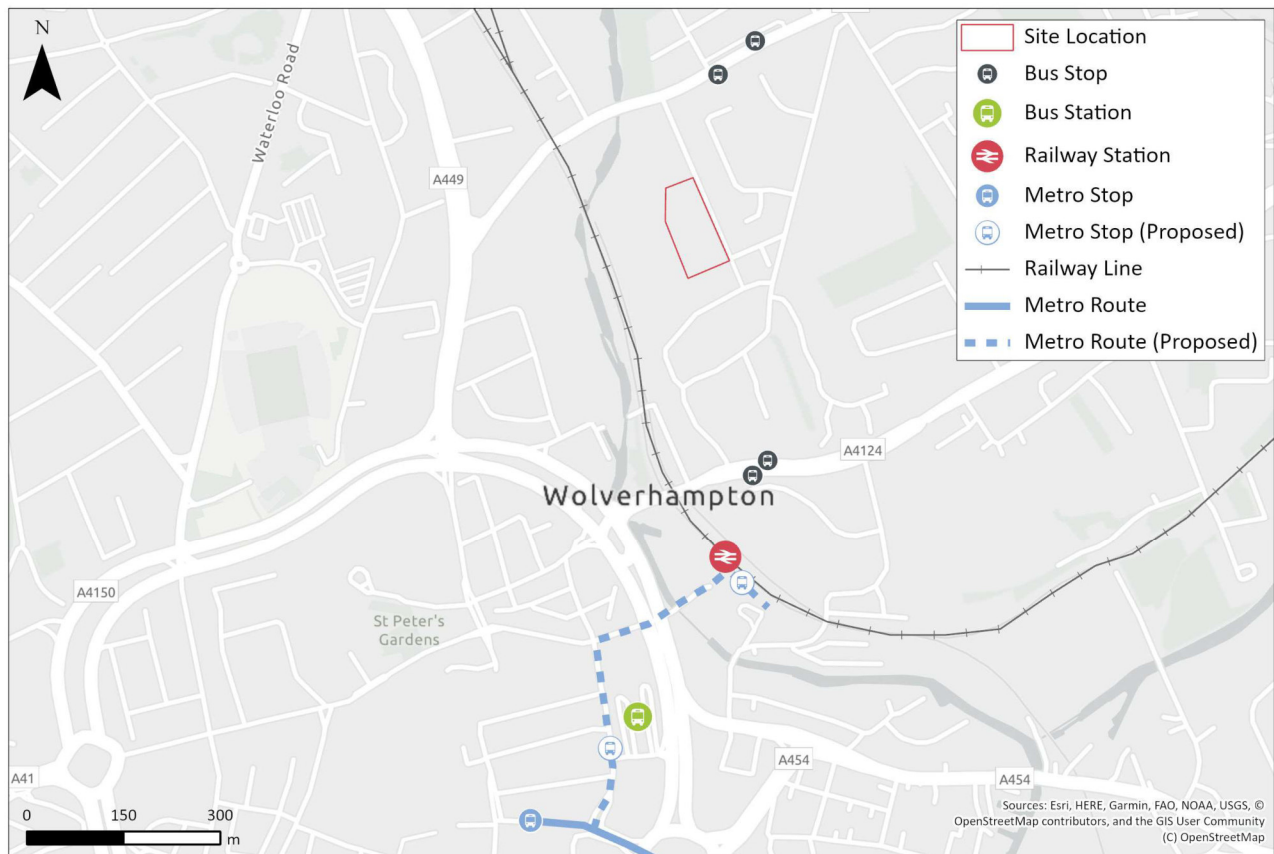 N
Waterloo Road
A449
Site Location
Bus Stop
Bus Station
Railway Station
Metro Stop
Metro Stop (Proposed)
Railway Line
Metro Route
Metro Route (Proposed)
A4124
Wolverhampton
A4150
St Peter's
Gardens
A41
A454
A454
0 150 300
m
Sources: Esri, HERE, Garmin, FAO, NOAA, USGS, ©
OpenStreetMap contributors, and the GIS User Community
(C) OpenStreetMap